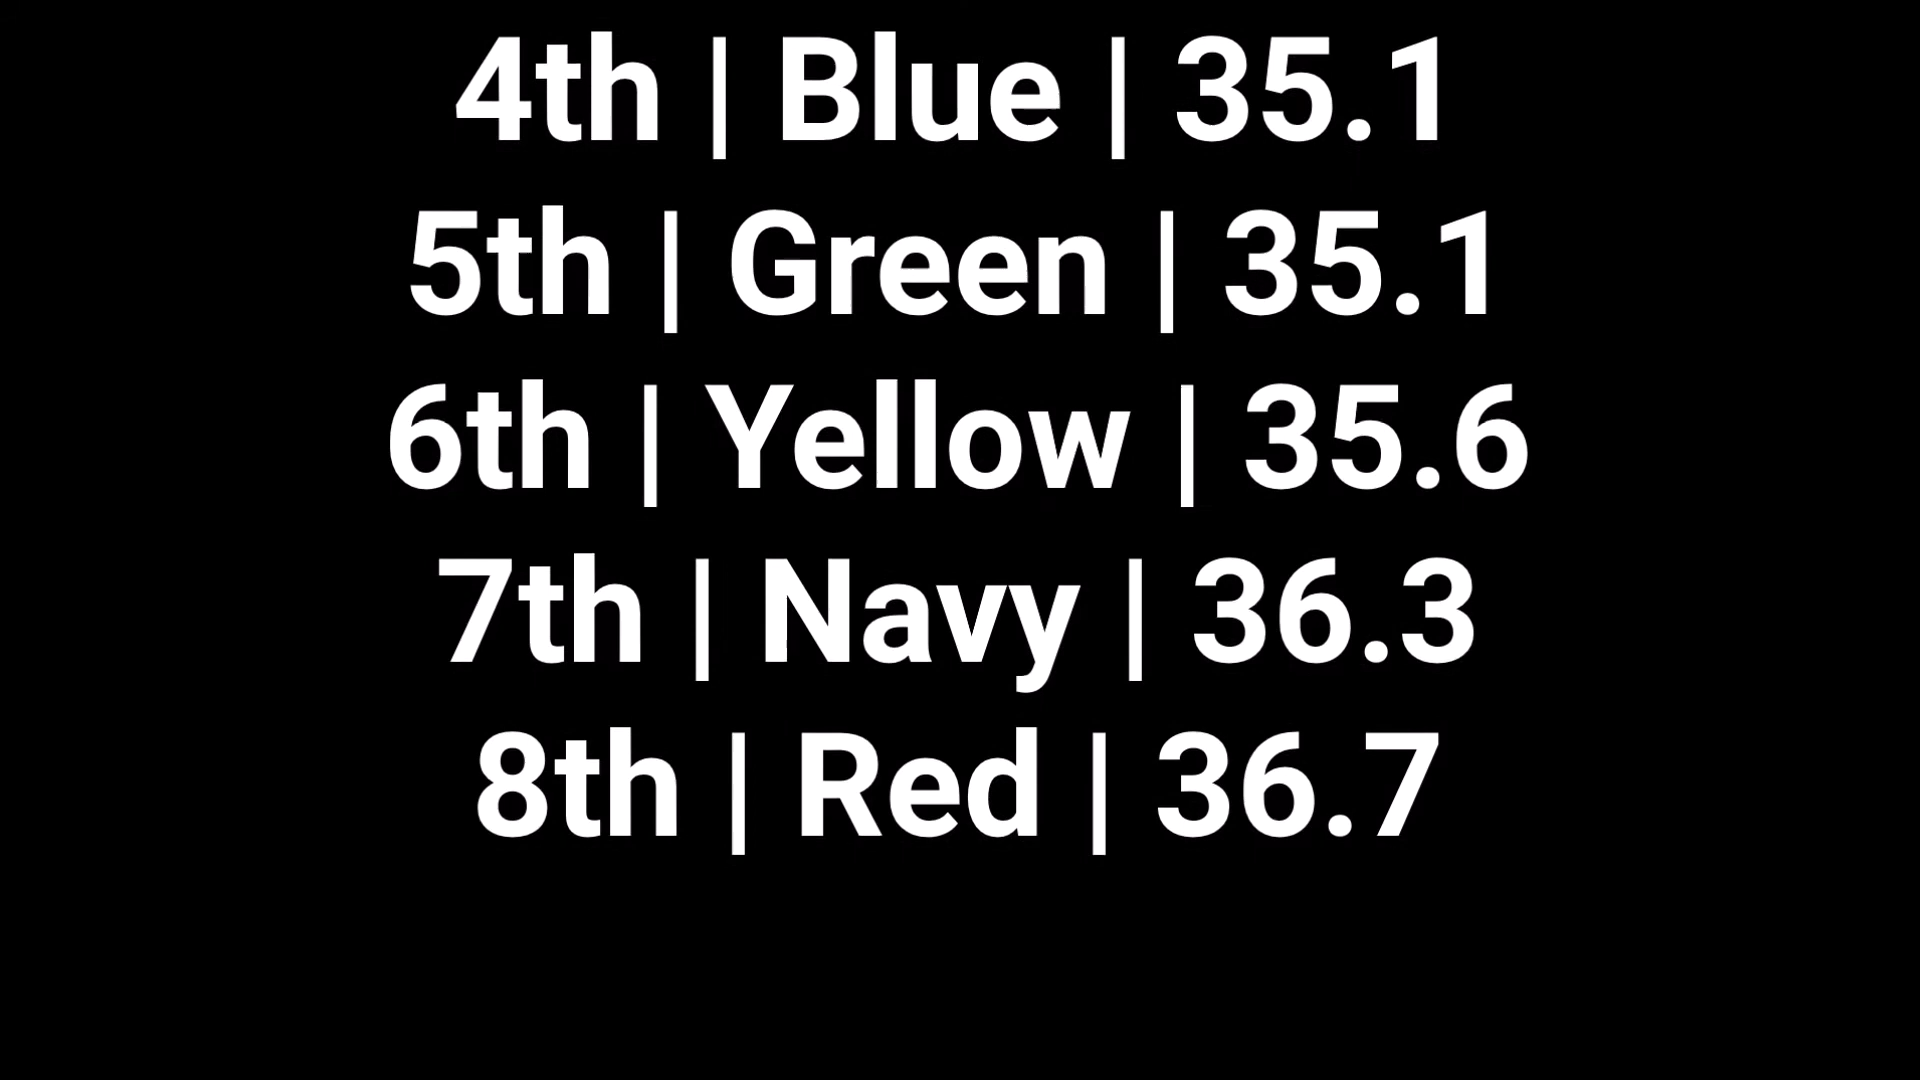 4th | Blue | 35.1
5th | Green | 35.1
6th | Yellow | 35.6
7th | Navy | 36.3
8th | Red | 36.7